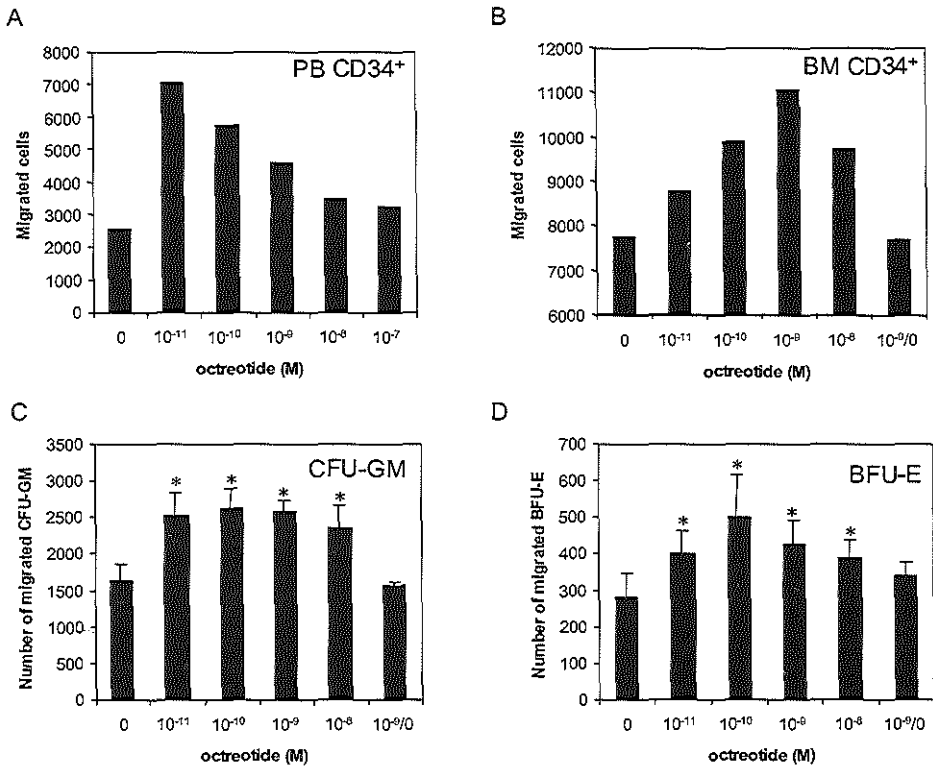 A
PB CD34⁺
Migrated cells
8000
7000
6000
5000
4000
3000
2000
1000
0
0 10⁻¹¹ 10⁻¹⁰ 10⁻⁹ 10⁻⁸ 10⁻⁷
octreotide (M)
B
BM CD34⁺
Migrated cells
12000
11000
10000
9000
8000
7000
6000
0 10⁻¹¹ 10⁻¹⁰ 10⁻⁹ 10⁻⁸ 10⁻⁹/0
octreotide (M)
C
CFU-GM
Number of migrated CFU-GM
3500
3000
2500
2000
1500
1000
500
0
* * * *
0 10⁻¹¹ 10⁻¹⁰ 10⁻⁹ 10⁻⁸ 10⁻⁹/0
octreotide (M)
D
BFU-E
Number of migrated BFU-E
700
600
500
400
300
200
100
0
* * * *
0 10⁻¹¹ 10⁻¹⁰ 10⁻⁹ 10⁻⁸ 10⁻⁹/0
octreotide (M)